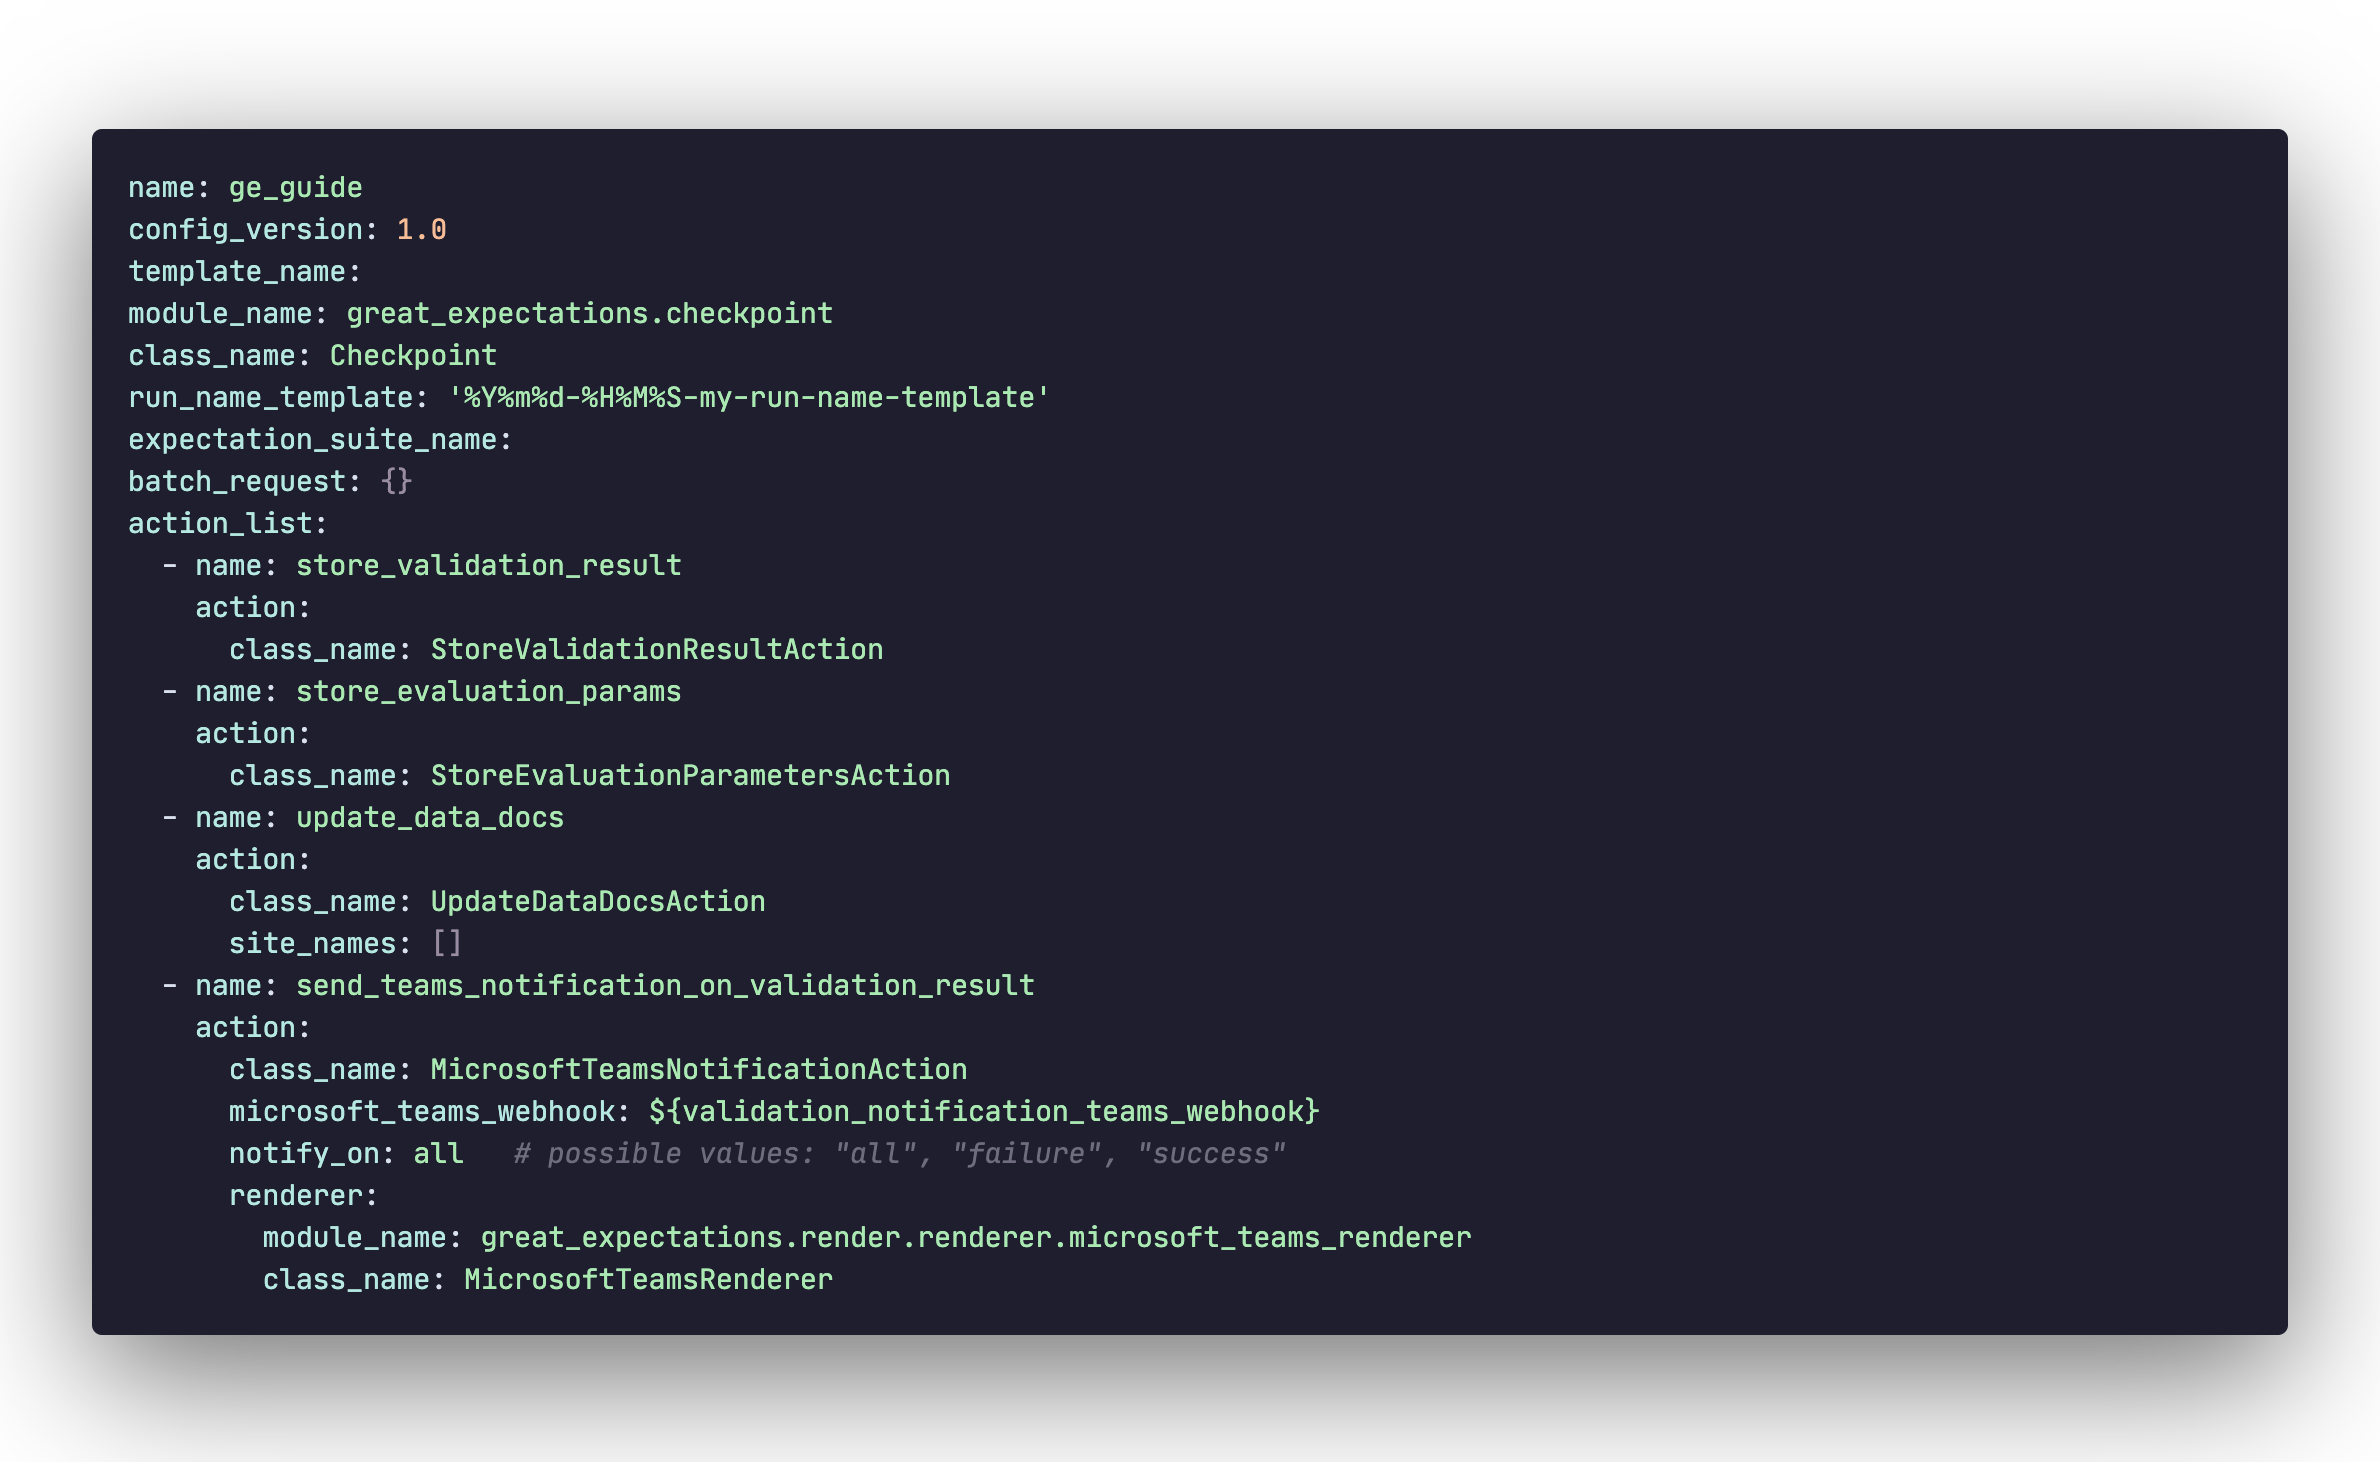 name: ge_guide
config_version: 1.0
template_name:
module_name: great_expectations.checkpoint
class_name: Checkpoint
run_name_template: '%Y%m%d-%H%M%S-my-run-name-template'
expectation_suite_name:
batch_request: {}
action_list:
  - name: store_validation_result
    action:
      class_name: StoreValidationResultAction
  - name: store_evaluation_params
    action:
      class_name: StoreEvaluationParametersAction
  - name: update_data_docs
    action:
      class_name: UpdateDataDocsAction
      site_names: []
  - name: send_teams_notification_on_validation_result
    action:
      class_name: MicrosoftTeamsNotificationAction
      microsoft_teams_webhook: ${validation_notification_teams_webhook}
      notify_on: all   # possible values: "all", "failure", "success"
      renderer:
        module_name: great_expectations.render.renderer.microsoft_teams_renderer
        class_name: MicrosoftTeamsRenderer